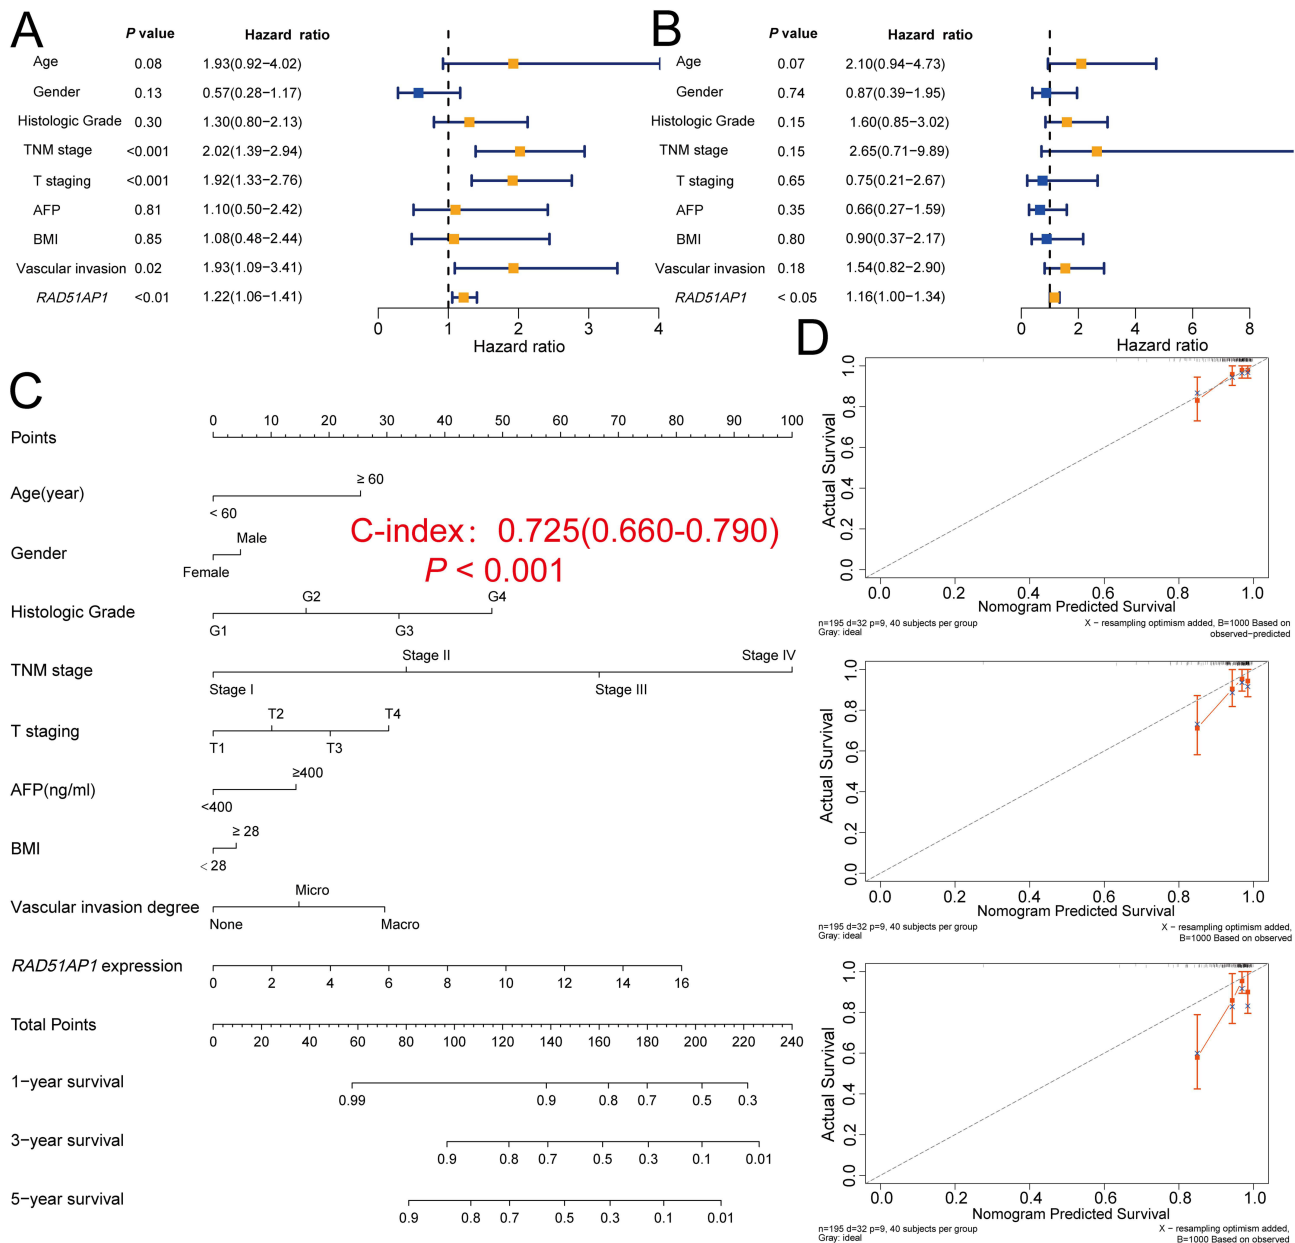 A
P value Hazard ratio
Age 0.08 1.93(0.92−4.02)
Gender 0.13 0.57(0.28−1.17)
Histologic Grade 0.30 1.30(0.80−2.13)
TNM stage <0.001 2.02(1.39−2.94)
T staging <0.001 1.92(1.33−2.76)
AFP 0.81 1.10(0.50−2.42)
BMI 0.85 1.08(0.48−2.44)
Vascular invasion 0.02 1.93(1.09−3.41)
RAD51AP1 <0.01 1.22(1.06−1.41)
0 1 2 3 4
Hazard ratio
B
P value Hazard ratio
Age 0.07 2.10(0.94−4.73)
Gender 0.74 0.87(0.39−1.95)
Histologic Grade 0.15 1.60(0.85−3.02)
TNM stage 0.15 2.65(0.71−9.89)
T staging 0.65 0.75(0.21−2.67)
AFP 0.35 0.66(0.27−1.59)
BMI 0.80 0.90(0.37−2.17)
Vascular invasion 0.18 1.54(0.82−2.90)
RAD51AP1 < 0.05 1.16(1.00−1.34)
0 2 4 6 8
Hazard ratio
C
0 10 20 30 40 50 60 70 80 90 100
Points
≥ 60
Age(year)
< 60
C-index: 0.725(0.660-0.790)
P < 0.001
Male
Gender
Female
G2 G4
Histologic Grade
G1 G3
Stage II Stage IV
TNM stage
Stage I Stage III
T2 T4
T staging
T1 T3
≥400
AFP(ng/ml)
<400
≥ 28
BMI
< 28
Micro
Vascular invasion degree
None Macro
RAD51AP1 expression
0 2 4 6 8 10 12 14 16
Total Points
0 20 40 60 80 100 120 140 160 180 200 220 240
1−year survival
0.99 0.9 0.8 0.7 0.5 0.3
3−year survival
0.9 0.8 0.7 0.5 0.3 0.1 0.01
5−year survival
0.9 0.8 0.7 0.5 0.3 0.1 0.01
D
Actual Survival
0.0 0.2 0.4 0.6 0.8 1.0
0.0 0.2 0.4 0.6 0.8 1.0
Nomogram Predicted Survival
n=195 d=32 p=9, 40 subjects per group
Gray: ideal
X − resampling optimism added, B=1000 Based on
observed−predicted
Actual Survival
0.0 0.2 0.4 0.6 0.8 1.0
0.0 0.2 0.4 0.6 0.8 1.0
Nomogram Predicted Survival
n=195 d=32 p=9, 40 subjects per group
Gray: ideal
X − resampling optimism added,
B=1000 Based on observed
Actual Survival
0.0 0.2 0.4 0.6 0.8 1.0
0.0 0.2 0.4 0.6 0.8 1.0
Nomogram Predicted Survival
n=195 d=32 p=9, 40 subjects per group
Gray: ideal
X − resampling optimism added,
B=1000 Based on observed